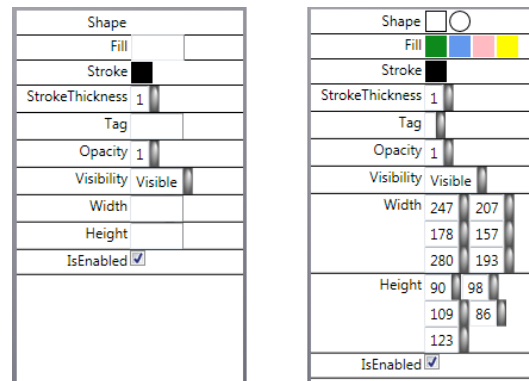 Shape
Fill
Stroke
StrokeThickness 1
Tag
Opacity 1
Visibility Visible
Width
Height
IsEnabled
Shape
Fill
Stroke
StrokeThickness 1
Tag
Opacity 1
Visibility Visible
Width 247 207
178 157
280 193
Height 90 98
109 86
123
IsEnabled